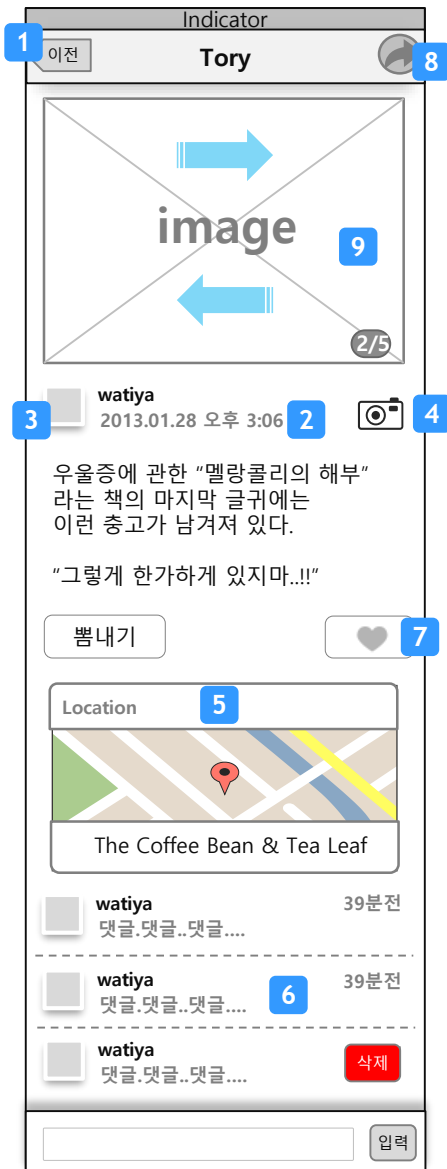 Indicator
1
이전
Tory
8
image
9
2/5
watiya
3
2013.01.28 오후 3:06
2
4
우울증에 관한 “멜랑콜리의 해부”
라는 책의 마지막 글귀에는
이런 충고가 남겨져 있다.
“그렇게 한가하게 있지마..!!”
뽐내기
7
Location
5
The Coffee Bean & Tea Leaf
watiya
39분전
댓글.댓글..댓글....
watiya
39분전
댓글.댓글..댓글....
6
watiya
댓글.댓글..댓글....
삭제
입력